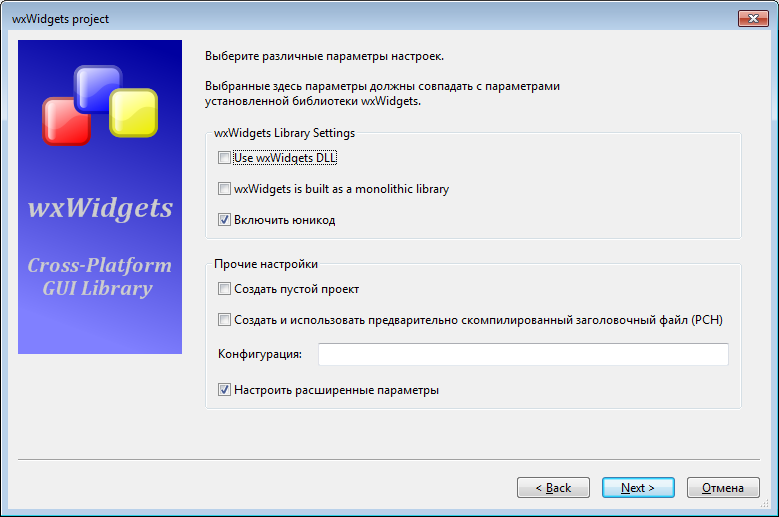 wxWidgets project
Выберите различные параметры настроек.
Выбранные здесь параметры должны совпадать с параметрами
установленной библиотеки wxWidgets.
wxWidgets
Cross-Platform
GUI Library
wxWidgets Library Settings
Use wxWidgets DLL
wxWidgets is built as a monolithic library
Включить юникод
Прочие настройки
Создать пустой проект
Создать и использовать предварительно скомпилированный заголовочный файл (PCH)
Конфигурация:
Настроить расширенные параметры
< Back
Next >
Отмена